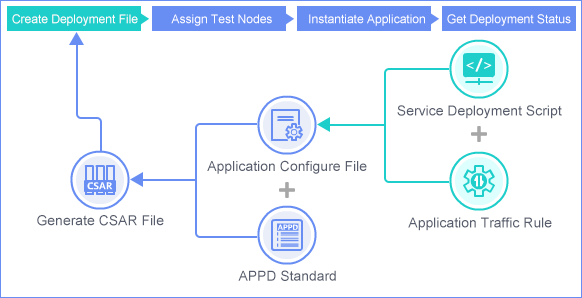 Create Deployment File
Assign Test Nodes
Instantiate Application
Get Deployment Status
</>
Service Deployment Script
Application Configure File
CSAR
Generate CSAR File
Application Traffic Rule
APPD
APPD Standard